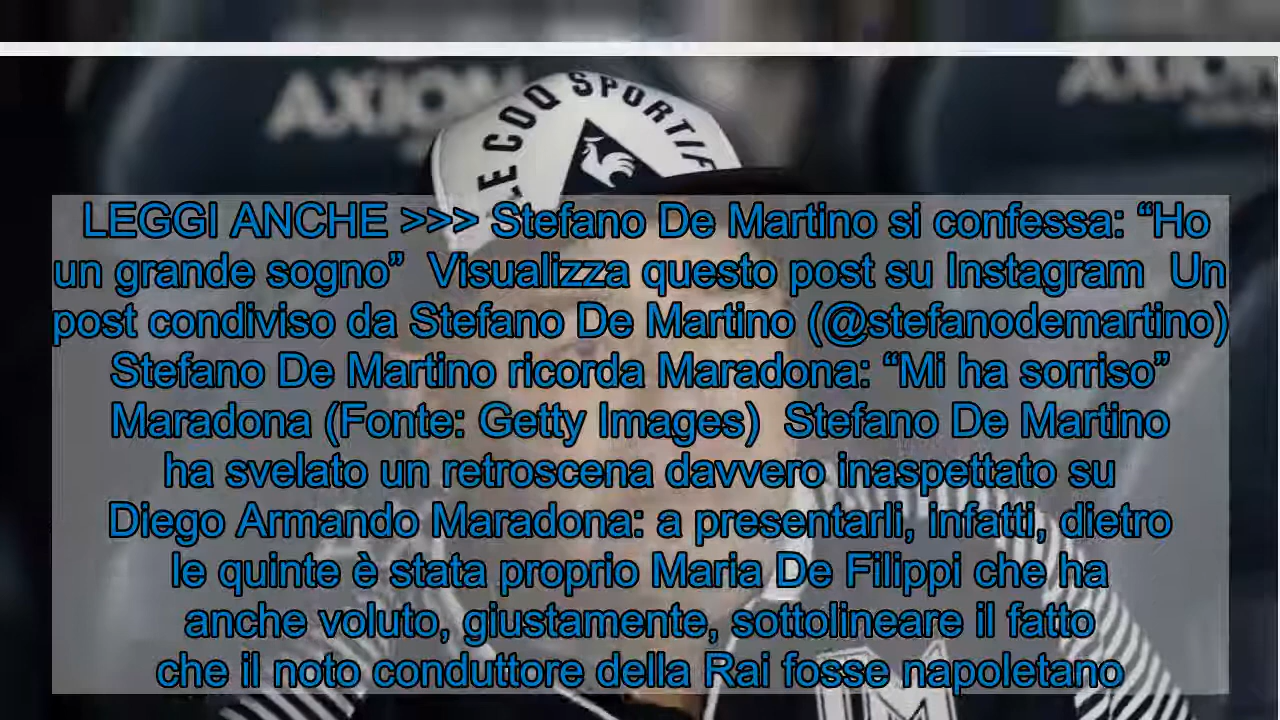 AXION
AXION
LE COQ SPORTIF
LEGGI ANCHE >>> Stefano De Martino si confessa: “Ho
un grande sogno”  Visualizza questo post su Instagram  Un
post condiviso da Stefano De Martino (@stefanodemartino)
Stefano De Martino ricorda Maradona: “Mi ha sorriso”
Maradona (Fonte: Getty Images)  Stefano De Martino
ha svelato un retroscena davvero inaspettato su
Diego Armando Maradona: a presentarli, infatti, dietro
le quinte è stata proprio Maria De Filippi che ha
anche voluto, giustamente, sottolineare il fatto
che il noto conduttore della Rai fosse napoletano